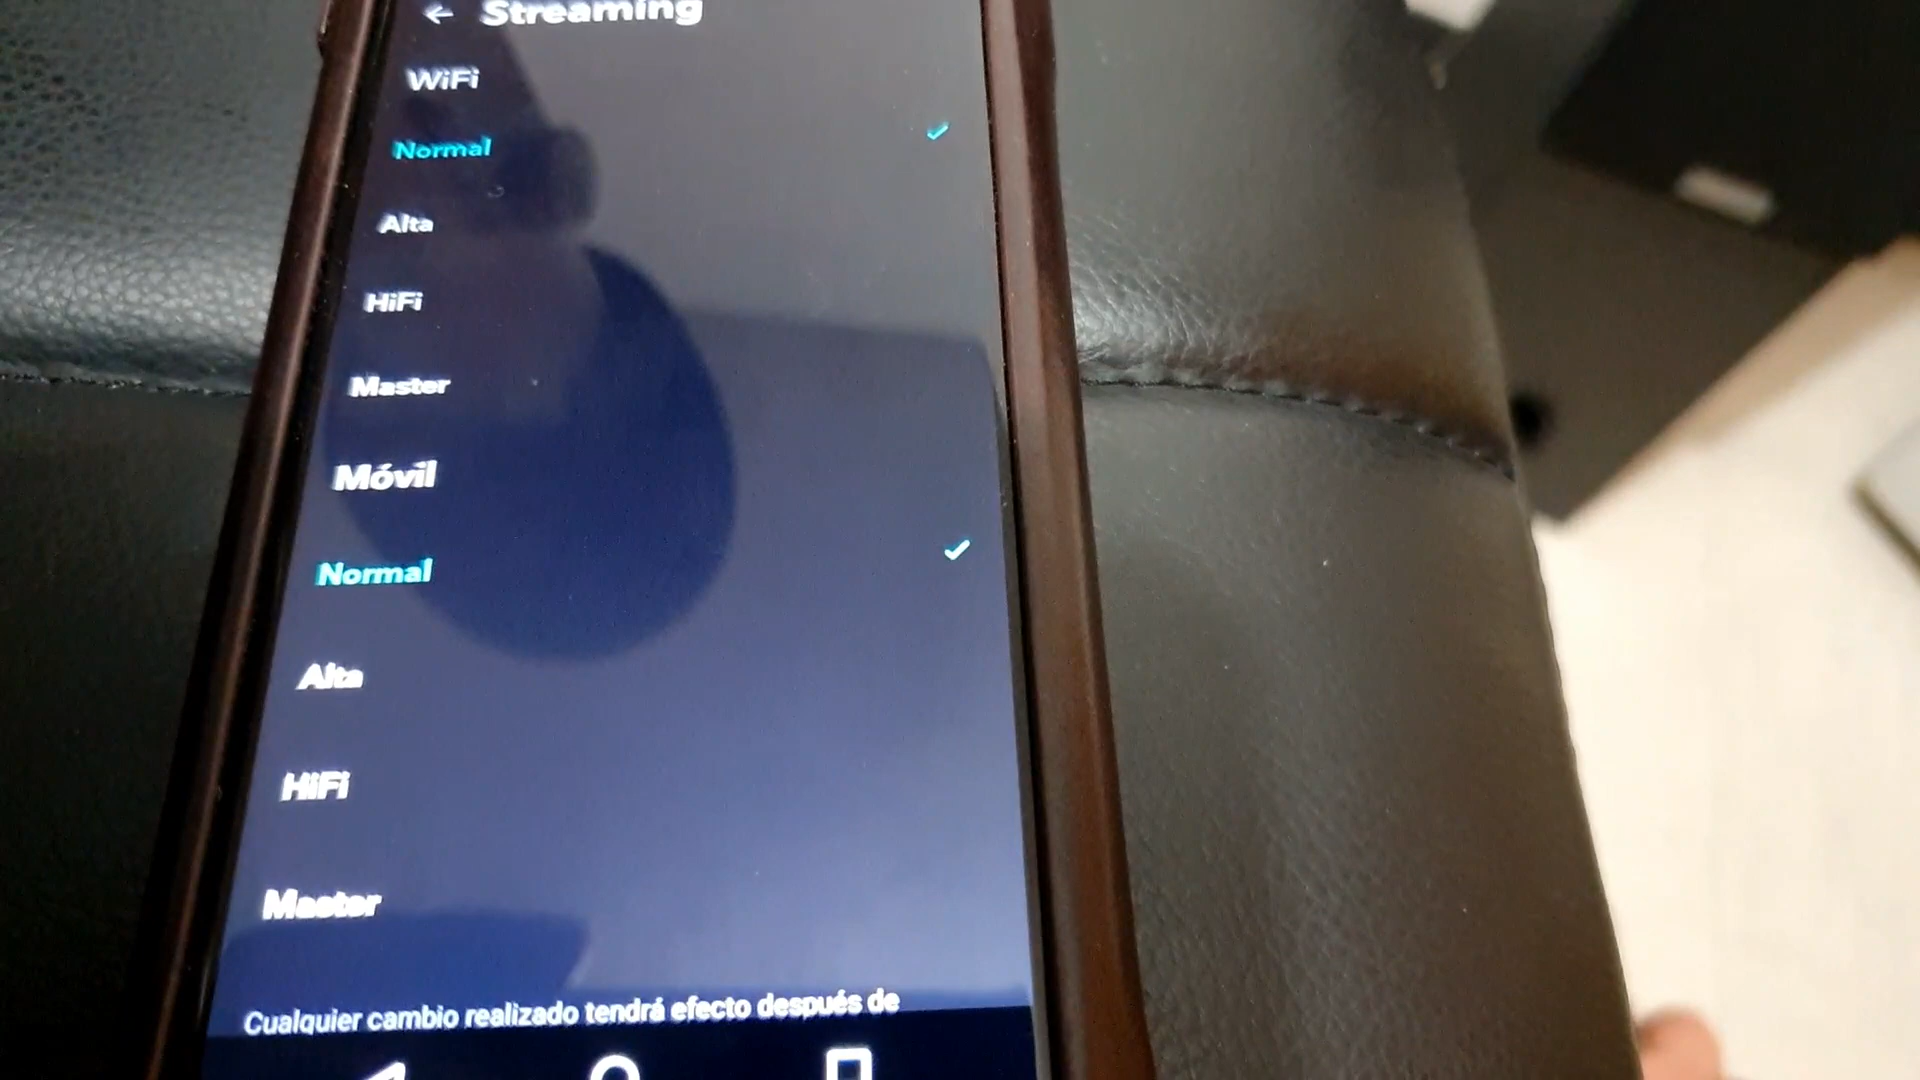 Streaming
WiFi
Normal
Alta
HiFi
Master
Móvil
Normal
Alta
HiFi
Master
Cualquier cambio realizado tendrá efecto después de